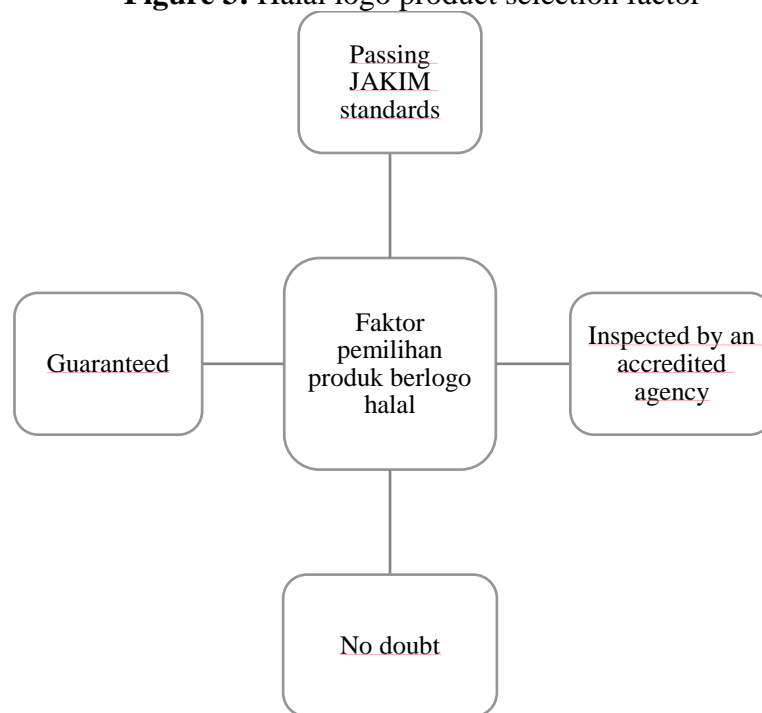 Figure Halal logo product selection factor
Passing
JAKIM
standards
Guaranteed
Faktor
pemilihan
produk berlogo
halal
Inspected by an
accredited
agency
No doubt